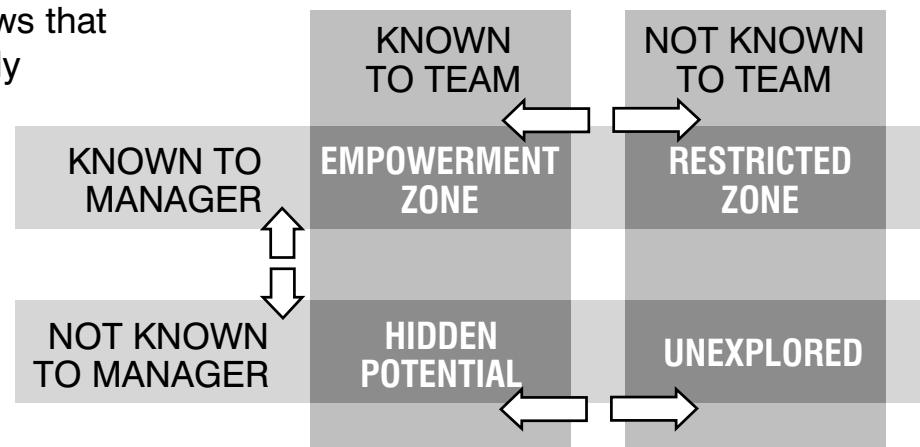 ws that
ly
KNOWN
TO TEAM
NOT KNOWN
TO TEAM
KNOWN TO
MANAGER
EMPOWERMENT
ZONE
RESTRICTED
ZONE
NOT KNOWN
TO MANAGER
HIDDEN
POTENTIAL
UNEXPLORED